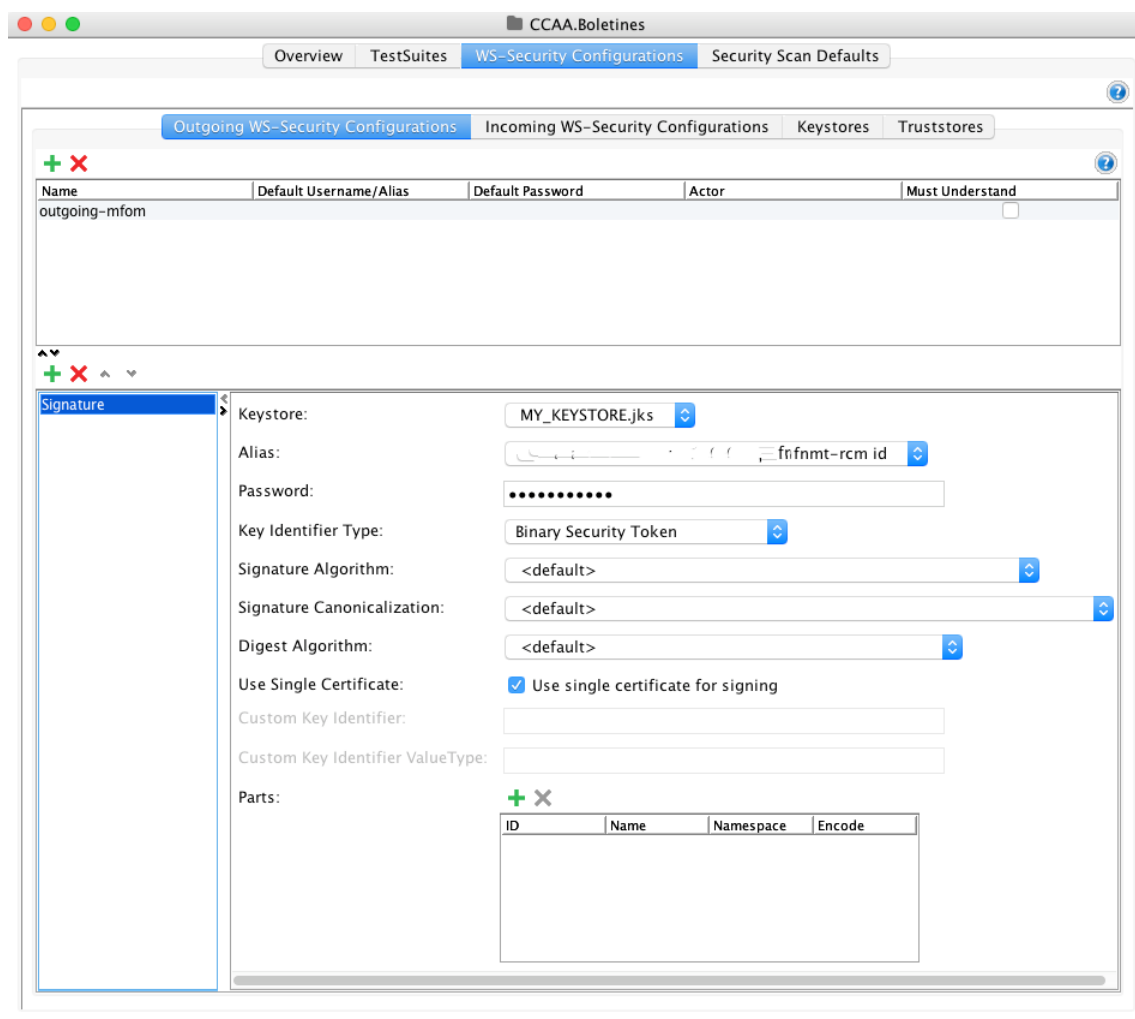 CCAA.Boletines
Overview TestSuites WS-Security Configurations Security Scan Defaults
Outgoing WS-Security Configurations Incoming WS-Security Configurations Keystores Truststores
Name Default Username/Alias Default Password Actor Must Understand
outgoing-mfom
Signature
Keystore: MY_KEYSTORE.jks
Alias: fnmt-rcm id
Password: •••••••••••
Key Identifier Type: Binary Security Token
Signature Algorithm: <default>
Signature Canonicalization: <default>
Digest Algorithm: <default>
Use Single Certificate: Use single certificate for signing
Custom Key Identifier:
Custom Key Identifier ValueType:
Parts:
ID Name Namespace Encode